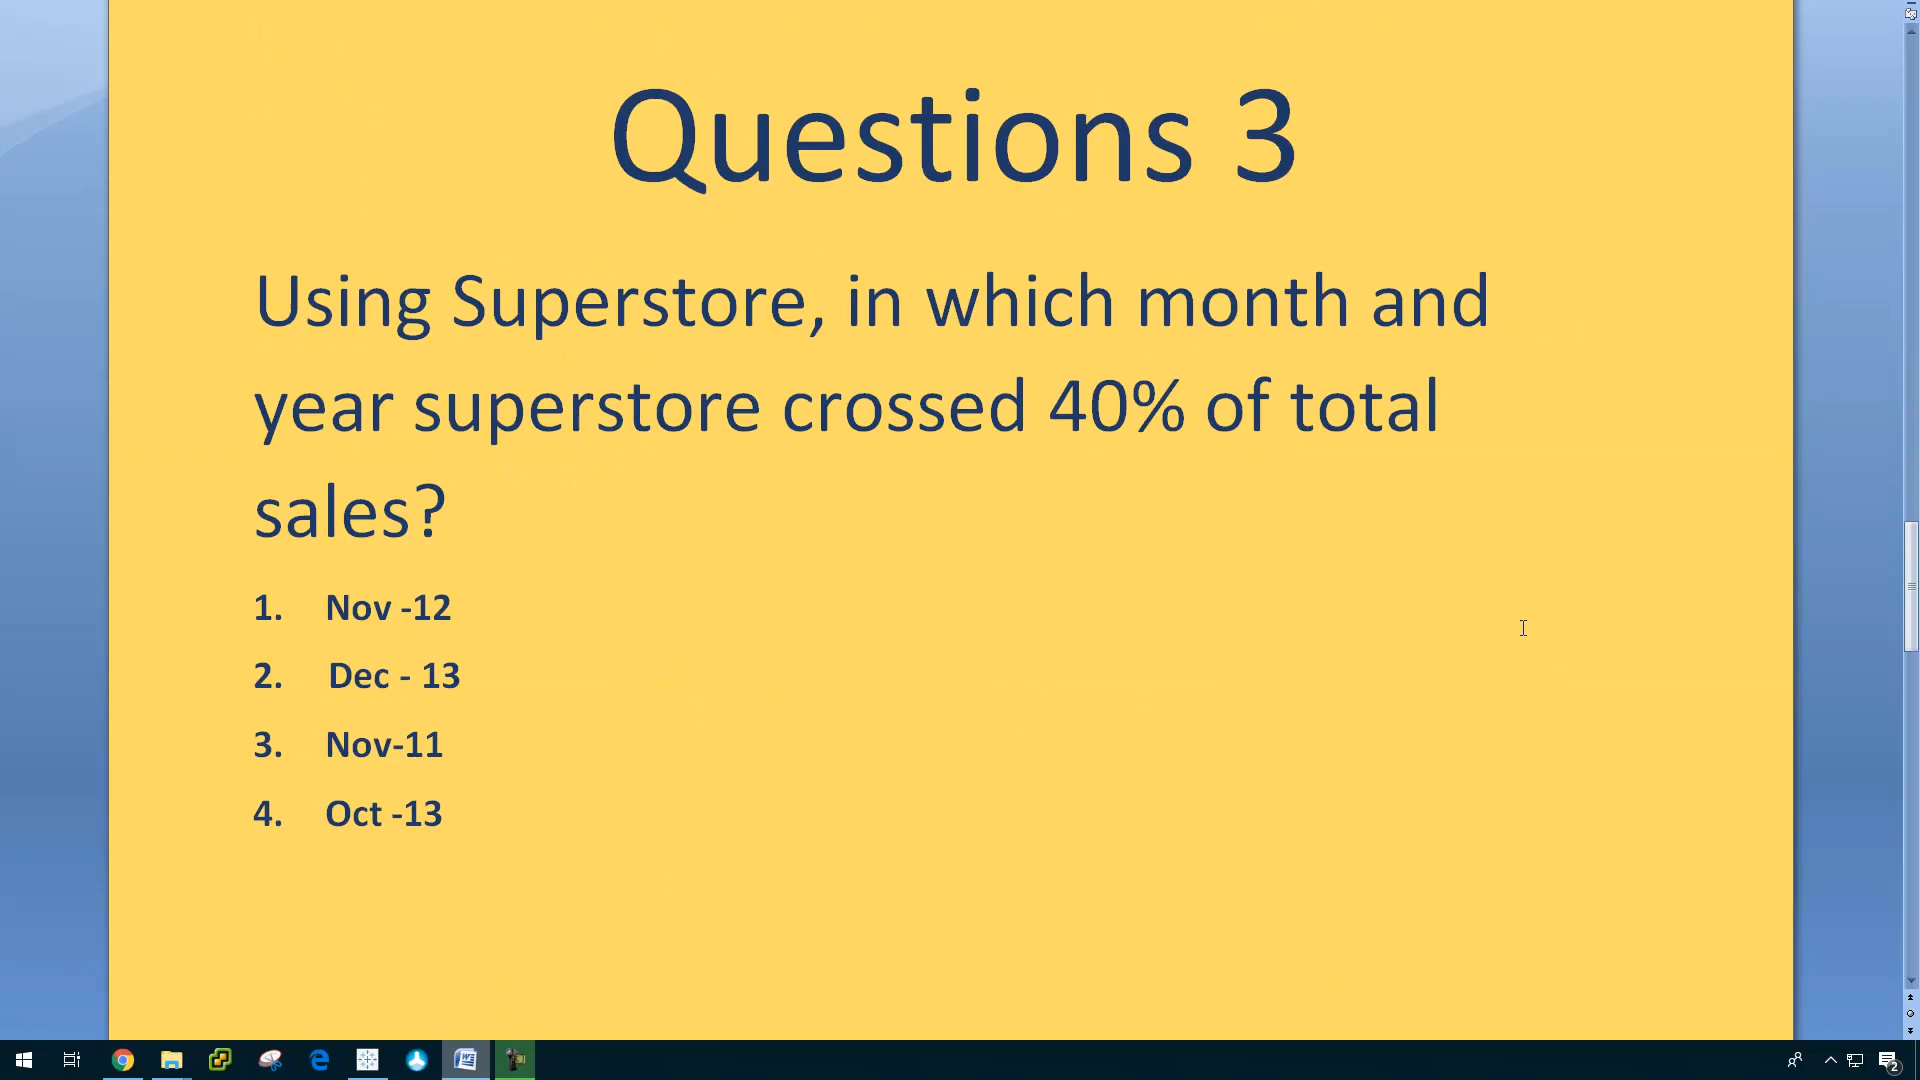 Questions 3
Using Superstore, in which month and
year superstore crossed 40% of total
sales?
1. Nov -12
2. Dec - 13
3. Nov-11
4. Oct -13
2